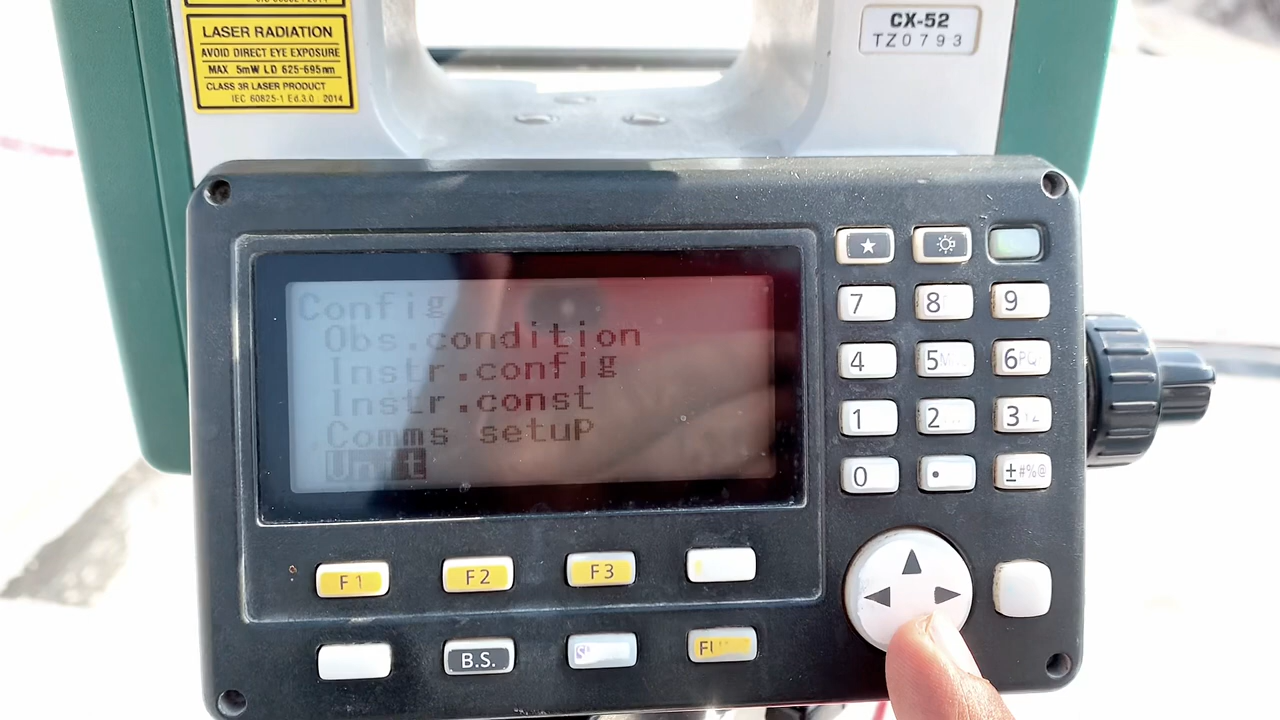 LASER RADIATION
AVOID DIRECT EYE EXPOSURE
MAX 5mW LD 625-695nm
CLASS 3R LASER PRODUCT
IEC 60825-1 Ed.3.0 : 2014
CX-52
TZ0793
Config
Obs.condition
Instr.config
Instr.const
Comms setup
Unit
7
8
9
4
5
6PQ
1
2
3
0
.
±#%@
F1
F2
F3
B.S.